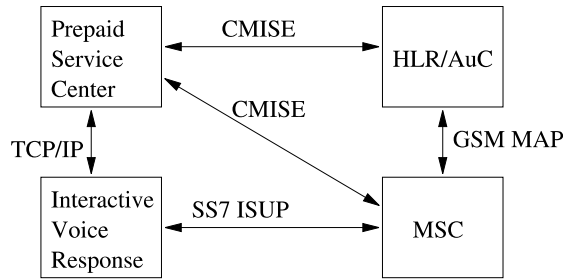 Prepaid
Service
Center
CMISE
HLR/AuC
CMISE
TCP/IP
GSM MAP
Interactive
Voice
Response
SS7 ISUP
MSC